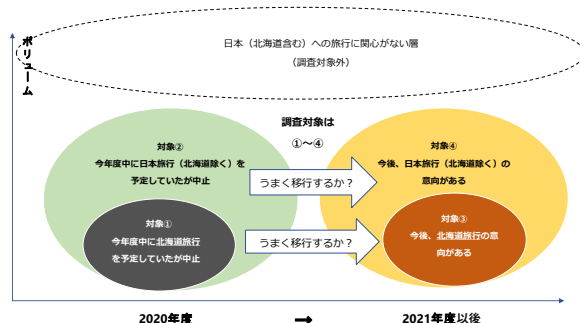 ボリューム
日本（北海道含む）への旅行に関心がない層
（調査対象外）
調査対象は
①～④
対象②
今年度中に日本旅行（北海道除く）を
予定していたが中止
対象④
今後、日本旅行（北海道除く）の
意向がある
うまく移行するか？
対象①
今年度中に北海道旅行
を予定していたが中止
対象③
今後、北海道旅行の意
向がある
うまく移行するか？
2020年度
→
2021年度以後